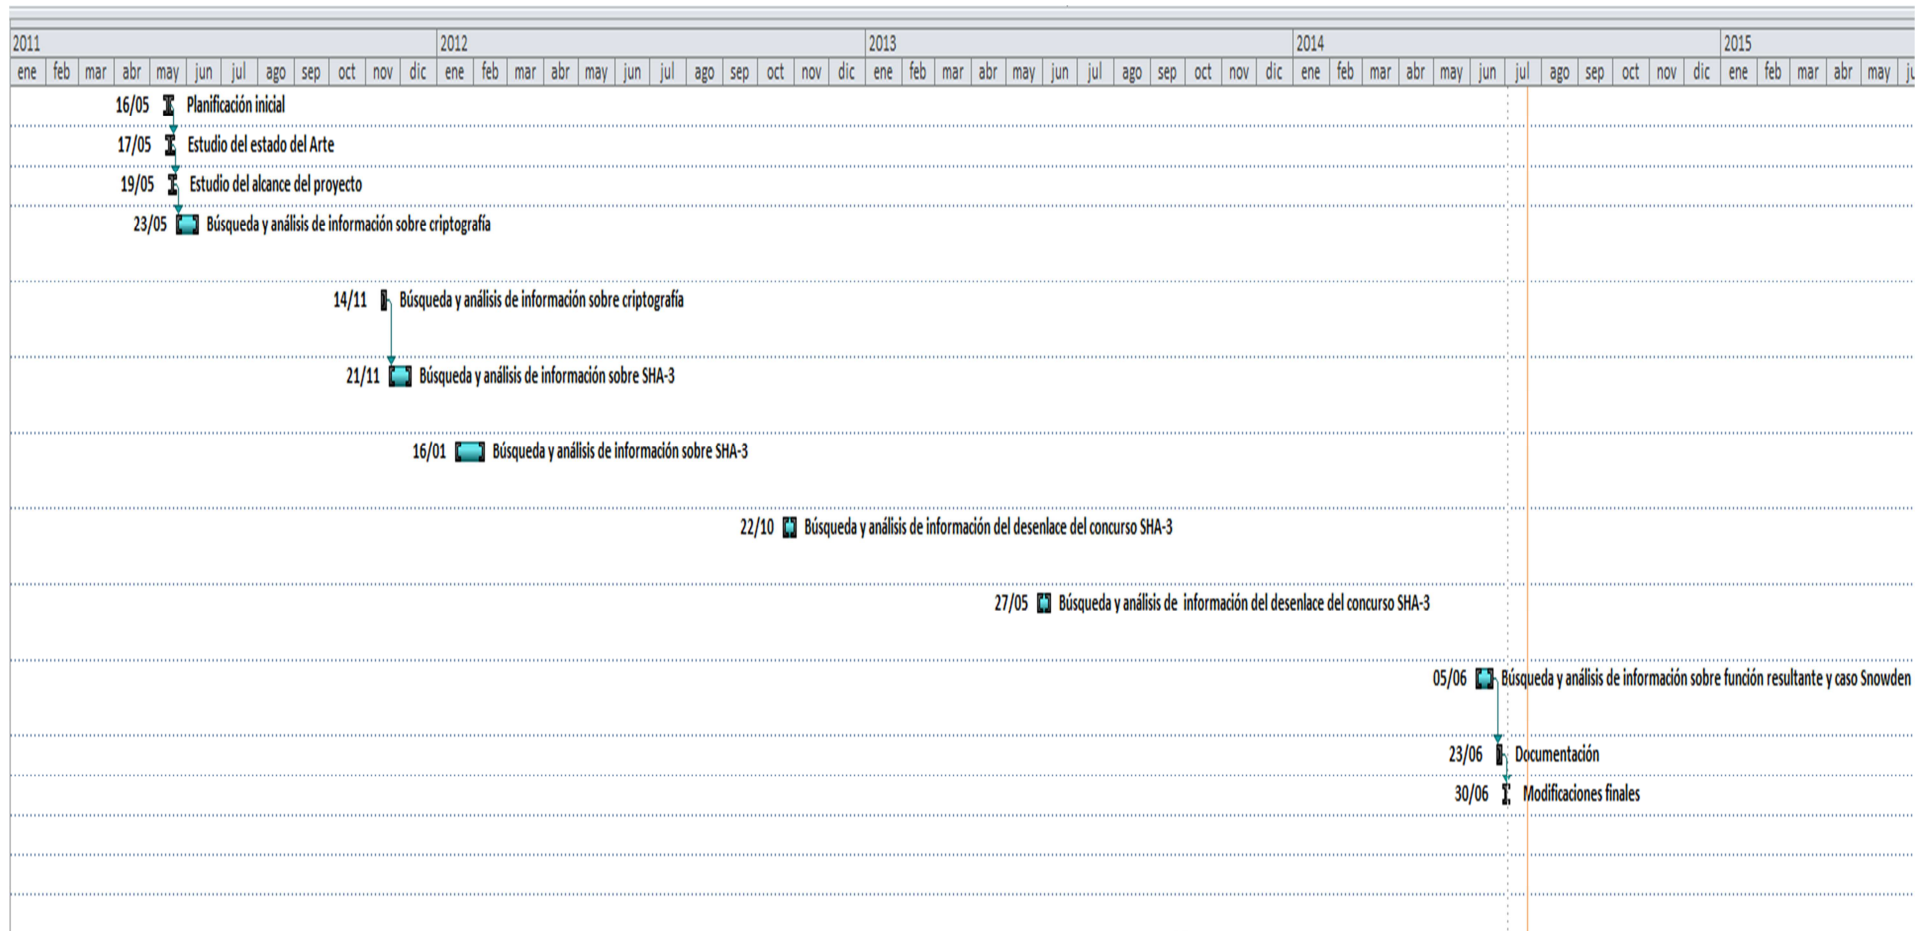 2011 2012 2013 2014 2015
ene feb mar abr may jun jul ago sep oct nov dic ene feb mar abr may jun jul ago sep oct nov dic ene feb mar abr may jun jul ago sep oct nov dic ene feb mar abr may jun jul ago sep oct nov dic ene feb mar abr may ju
16/05 Planificación inicial
17/05 Estudio del estado del Arte
19/05 Estudio del alcance del proyecto
23/05 Búsqueda y análisis de información sobre criptografía
14/11 Búsqueda y análisis de información sobre criptografía
21/11 Búsqueda y análisis de información sobre SHA-3
16/01 Búsqueda y análisis de información sobre SHA-3
22/10 Búsqueda y análisis de información del desenlace del concurso SHA-3
27/05 Búsqueda y análisis de información del desenlace del concurso SHA-3
05/06 Búsqueda y análisis de información sobre función resultante y caso Snowden
23/06 Documentación
30/06 Modificaciones finales